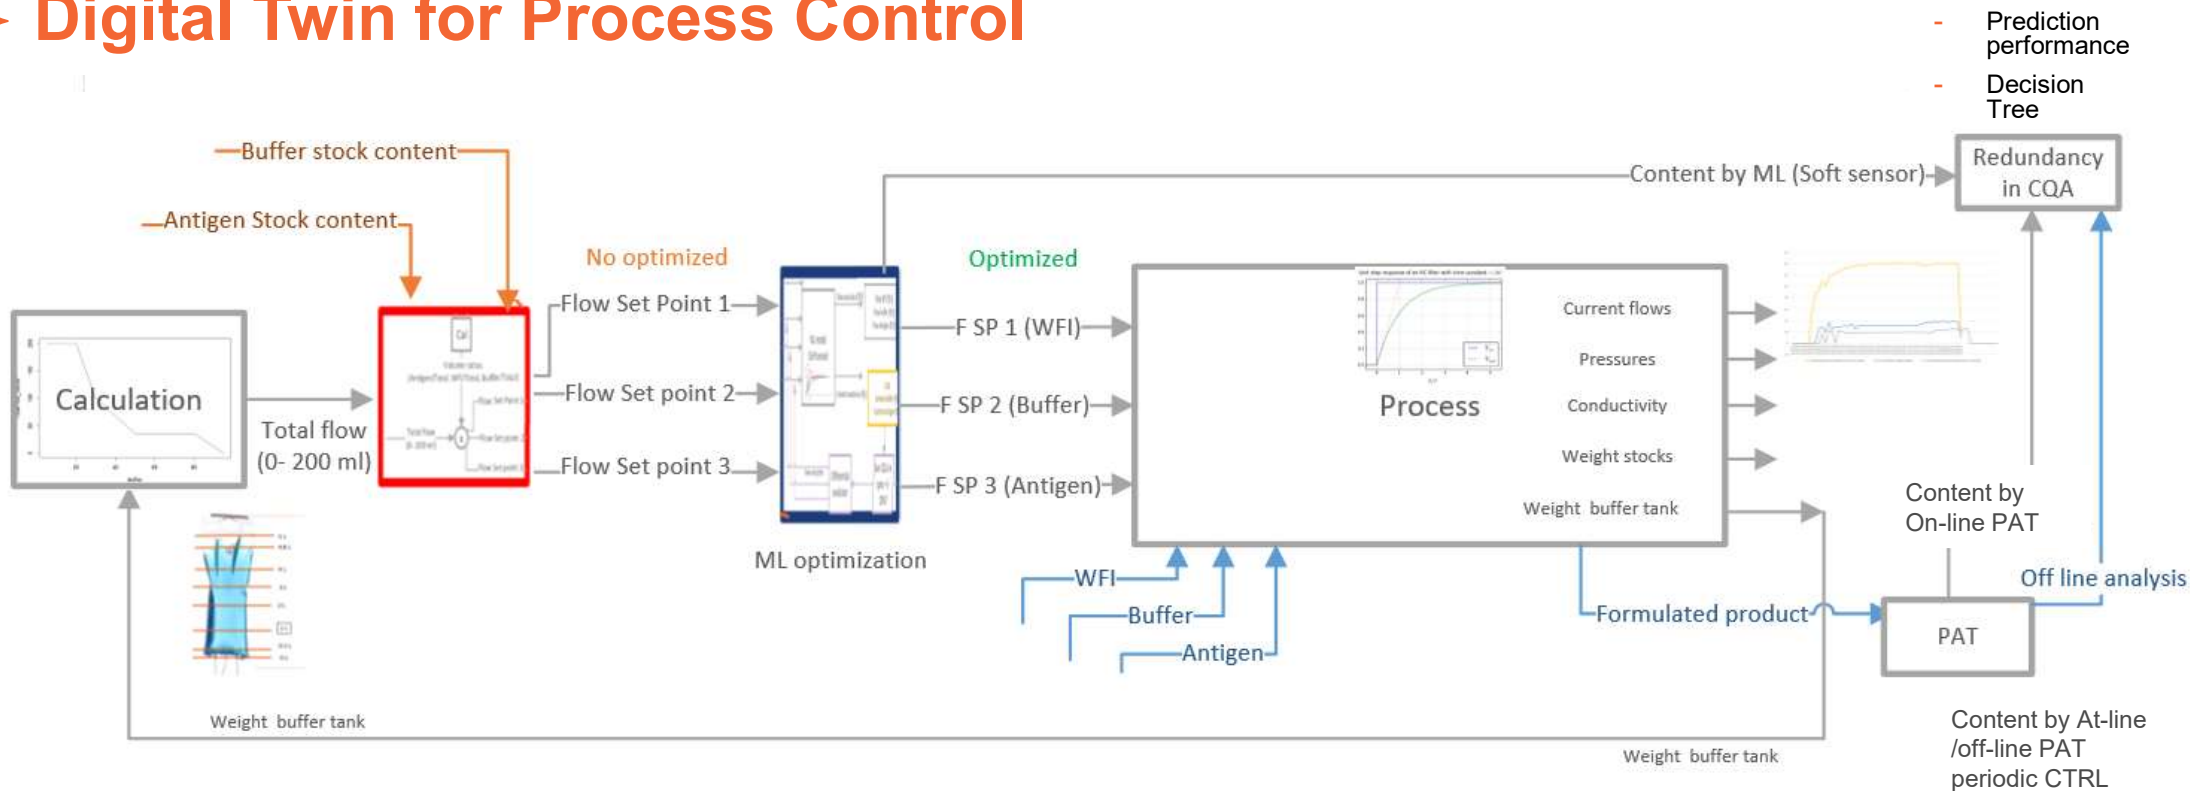 Digital Twin for Process Control
- Prediction
performance
- Decision
Tree
Buffer stock content
Antigen Stock content
No optimized
Optimized
Content by ML (Soft sensor)
Redundancy
in CQA
Calculation
Total flow
(0- 200 ml)
Cal
Flow Set Point 1
Flow Set point 2
Flow Set point 3
ML optimization
F SP 1 (WFI)
F SP 2 (Buffer)
F SP 3 (Antigen)
Process
Current flows
Pressures
Conductivity
Weight stocks
Weight buffer tank
WFI
Buffer
Antigen
Formulated product
Content by
On-line PAT
Off line analysis
PAT
Content by At-line
/off-line PAT
periodic CTRL
Weight buffer tank
Weight buffer tank